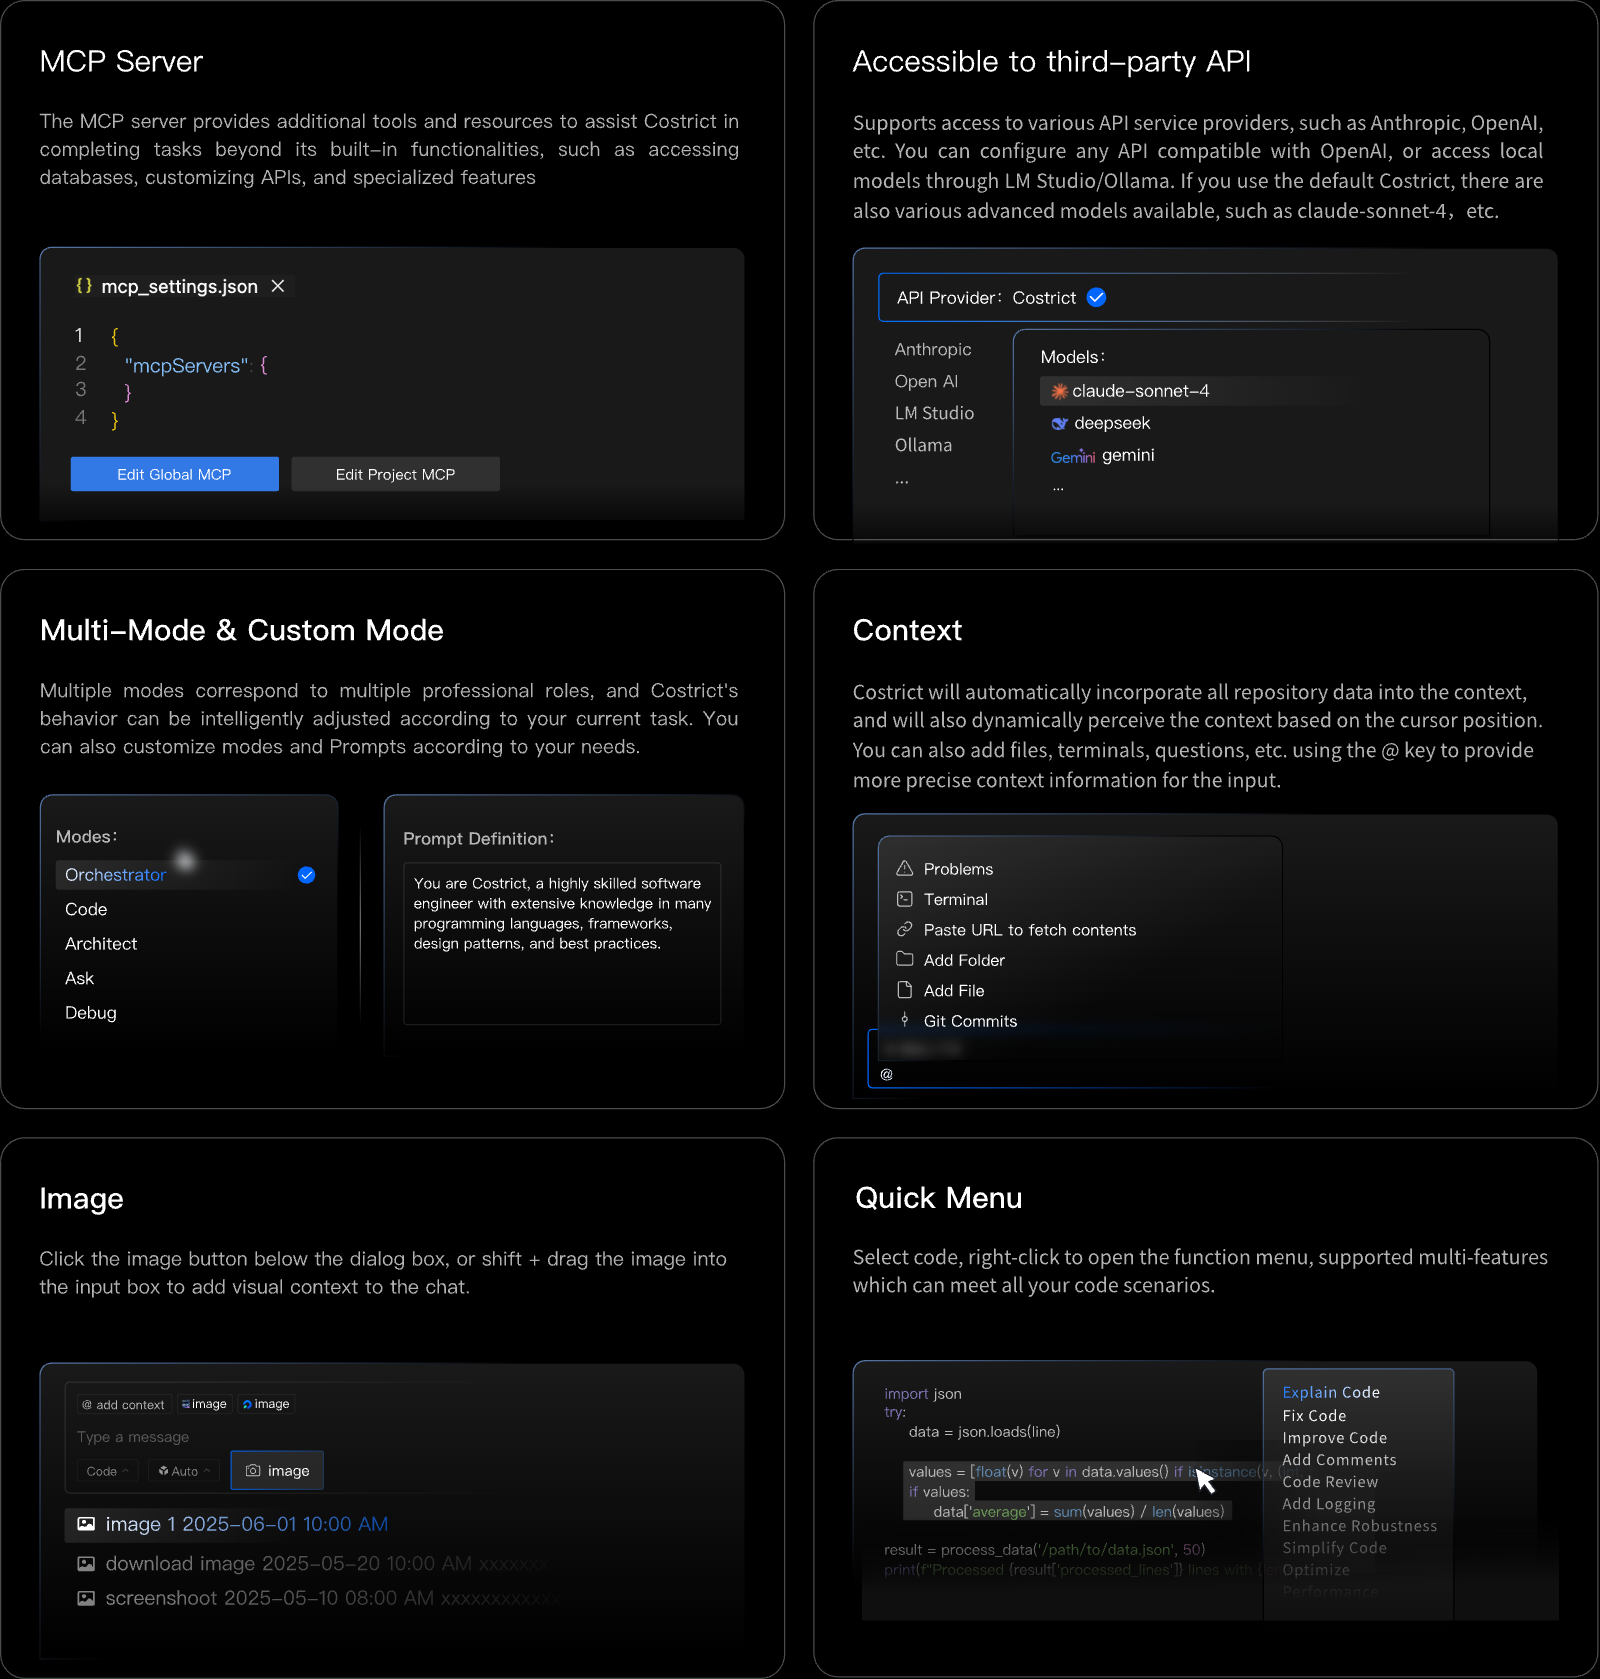 MCP Server
The MCP server provides additional tools and resources to assist Costrict in
completing tasks beyond its built–in functionalities, such as accessing
databases, customizing APIs, and specialized features
{} mcp_settings.json ×
1 {
2 "mcpServers": {
3 }
4 }
Edit Global MCP Edit Project MCP
Accessible to third–party API
Supports access to various API service providers, such as Anthropic, OpenAI,
etc. You can configure any API compatible with OpenAI, or access local
models through LM Studio/Ollama. If you use the default Costrict, there are
also various advanced models available, such as claude-sonnet-4，etc.
API Provider： Costrict
Anthropic
Open AI
LM Studio
Ollama
...
Models：
claude–sonnet–4
deepseek
Gemini gemini
...
Multi–Mode & Custom Mode
Multiple modes correspond to multiple professional roles, and Costrict's
behavior can be intelligently adjusted according to your current task. You
can also customize modes and Prompts according to your needs.
Modes：
Orchestrator
Code
Architect
Ask
Debug
Prompt Definition：
You are Costrict, a highly skilled software
engineer with extensive knowledge in many
programming languages, frameworks,
design patterns, and best practices.
Context
Costrict will automatically incorporate all repository data into the context,
and will also dynamically perceive the context based on the cursor position.
You can also add files, terminals, questions, etc. using the @ key to provide
more precise context information for the input.
Problems
Terminal
Paste URL to fetch contents
Add Folder
Add File
Git Commits
@
Image
Click the image button below the dialog box, or shift + drag the image into
the input box to add visual context to the chat.
@ add context image image
Type a message
Code Auto image
image 1 2025–06–01 10:00 AM
download image 2025–05–20 10:00 AM xxxxxxx
screenshoot 2025–05–10 08:00 AM xxxxxxxxxxxx
Quick Menu
Select code, right-click to open the function menu, supported multi-features
which can meet all your code scenarios.
import json
try:
data = json.loads(line)
values = [float(v) for v in data.values() if isinstance(v, (
if values:
data['average'] = sum(values) / len(values)
result = process_data('/path/to/data.json', 50)
print(f"Processed {result['processed_lines']} lines with {len
Explain Code
Fix Code
Improve Code
Add Comments
Code Review
Add Logging
Enhance Robustness
Simplify Code
Optimize
Performance